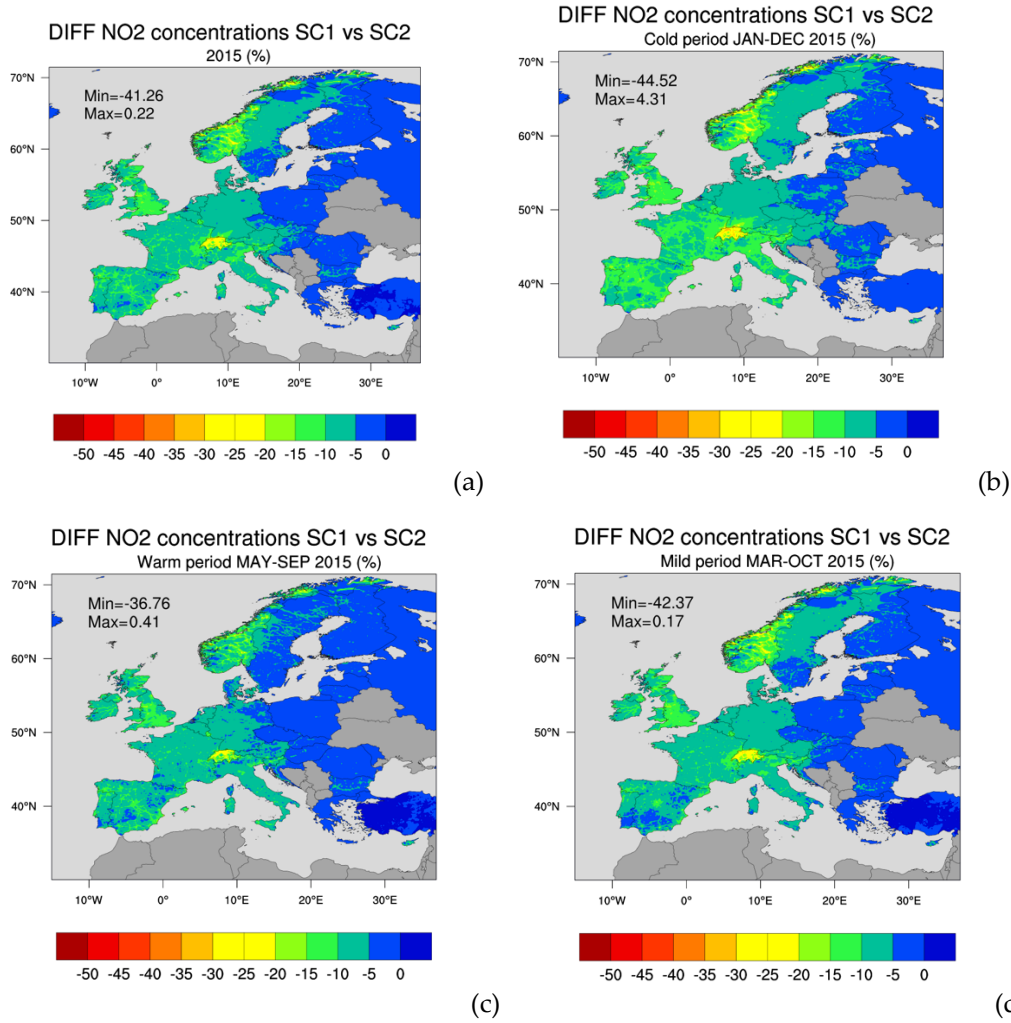 DIFF NO2 concentrations SC1 vs SC2
2015 (%)
Min=-41.26
Max=0.22
70°N
60°N
50°N
40°N
10°W 0° 10°E 20°E 30°E
-50 -45 -40 -35 -30 -25 -20 -15 -10 -5 0
(a)
DIFF NO2 concentrations SC1 vs SC2
Cold period JAN-DEC 2015 (%)
Min=-44.52
Max=4.31
70°N
60°N
50°N
40°N
10°W 0° 10°E 20°E 30°E
-50 -45 -40 -35 -30 -25 -20 -15 -10 -5 0
(b)
DIFF NO2 concentrations SC1 vs SC2
Warm period MAY-SEP 2015 (%)
Min=-36.76
Max=0.41
70°N
60°N
50°N
40°N
10°W 0° 10°E 20°E 30°E
-50 -45 -40 -35 -30 -25 -20 -15 -10 -5 0
(c)
DIFF NO2 concentrations SC1 vs SC2
Mild period MAR-OCT 2015 (%)
Min=-42.37
Max=0.17
70°N
60°N
50°N
40°N
10°W 0° 10°E 20°E 30°E
-50 -45 -40 -35 -30 -25 -20 -15 -10 -5 0